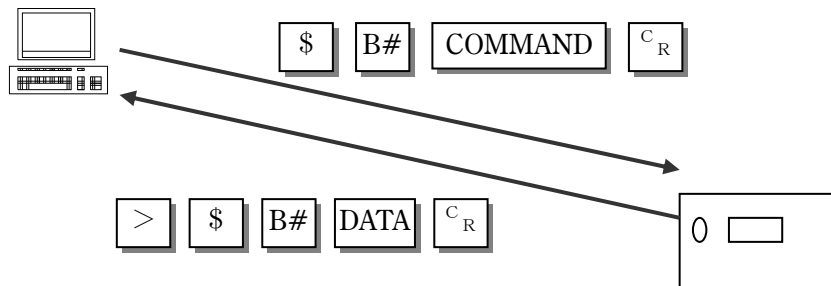 $ B# COMMAND CR
> $ B# DATA CR